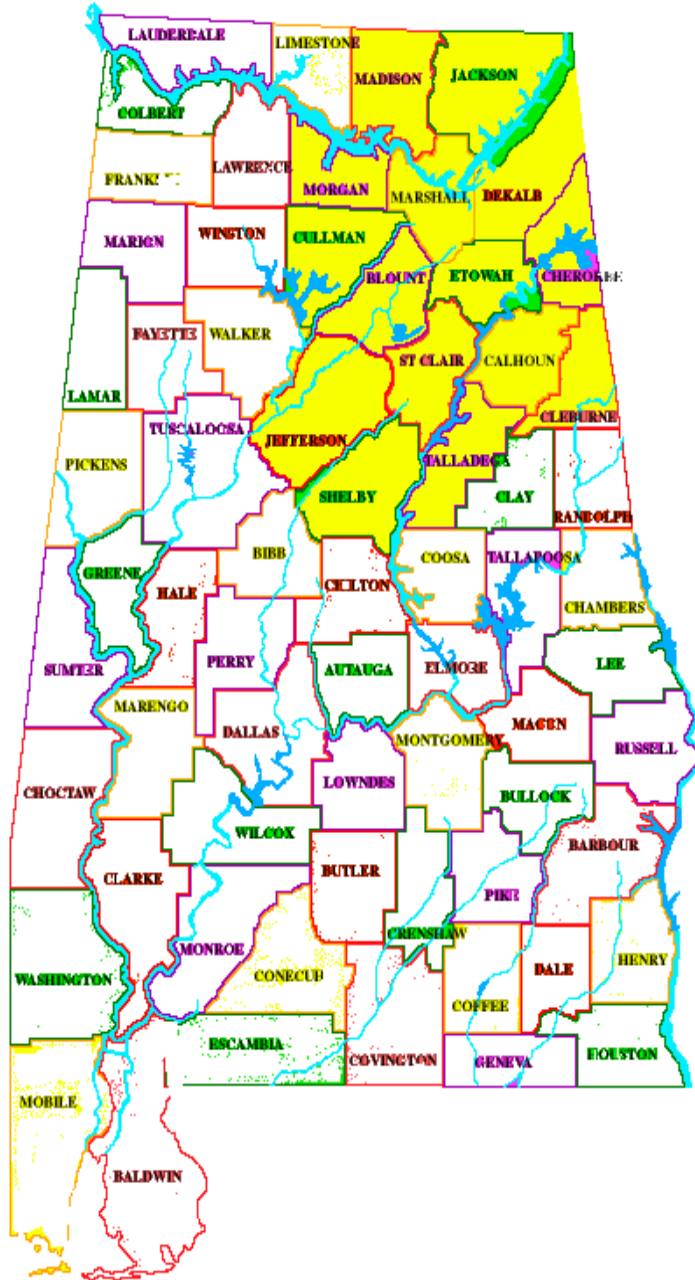 LAUDERDALE
LIMESTONE
MADISON
JACKSON
COLBERT
LAWRENCE
FRANK
MORGAN
MARSHALL
DEKALB
MARION
WINSTON
CULLMAN
BLOUNT
ETOWAH
CHEROKEE
FAYETTE
WALKER
ST CLAIR
CALHOUN
LAMAR
TUSCALOOSA
JEFFERSON
CLEBURNE
PICKENS
TALLADEGA
SHELBY
CLAY
RANDOLPH
BIBB
COOSA
TALLAPOOSA
GREENE
HALE
CHILTON
CHAMBERS
SUMTER
PERRY
AUTAUGA
ELMORE
LEE
MARENGO
DALLAS
MONTGOMERY
MACON
RUSSELL
CHOCTAW
LOWNDES
BULLOCK
WILCOX
BARBOUR
CLARKE
BUTLER
PIKE
MONROE
CRENSHAW
WASHINGTON
CONECUH
COFFEE
DALE
HENRY
ESCAMBIA
COVINGTON
GENEVA
HOUSTON
MOBILE
BALDWIN